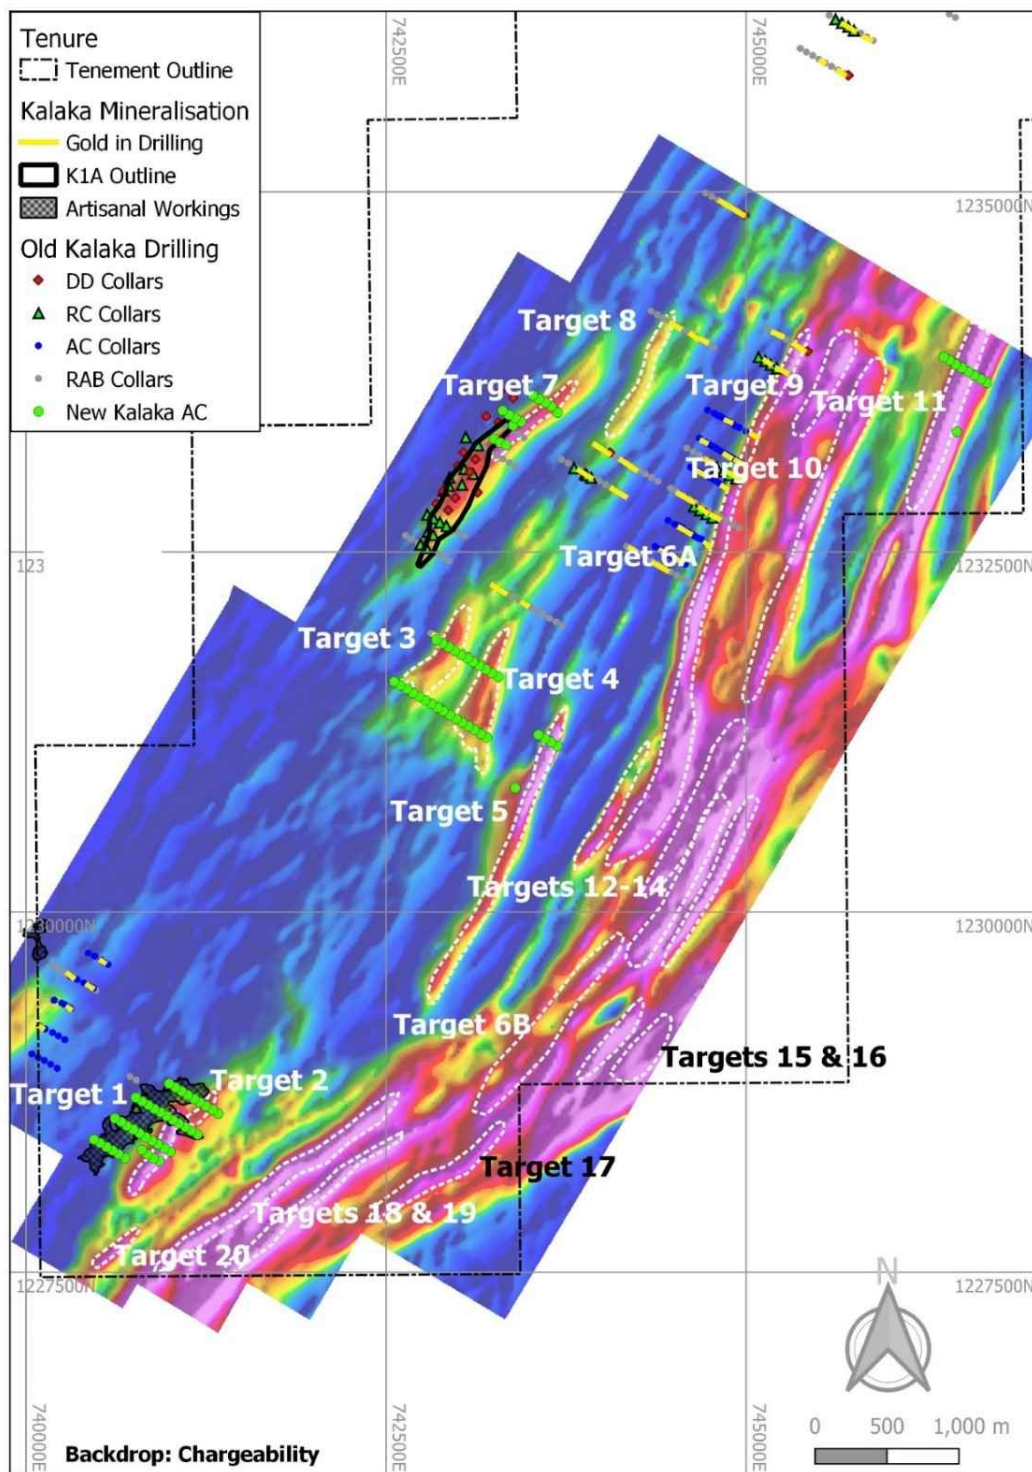 Tenure
Tenement Outline
Kalaka Mineralisation
Gold in Drilling
K1A Outline
Artisanal Workings
Old Kalaka Drilling
DD Collars
RC Collars
AC Collars
RAB Collars
New Kalaka AC
742500E
745000E
1235000N
Target 8
Target 7
Target 9
Target 11
Target 10
123
Target 6A
1232500N
Target 3
Target 4
Target 5
Targets 12-14
1230000N
1230000N
Target 6B
Targets 15 & 16
Target 1
Target 2
Target 17
Targets 18 & 19
Target 20
1227500N
1227500N
N
740000E
742500E
745000E
0 500 1,000 m
Backdrop: Chargeability